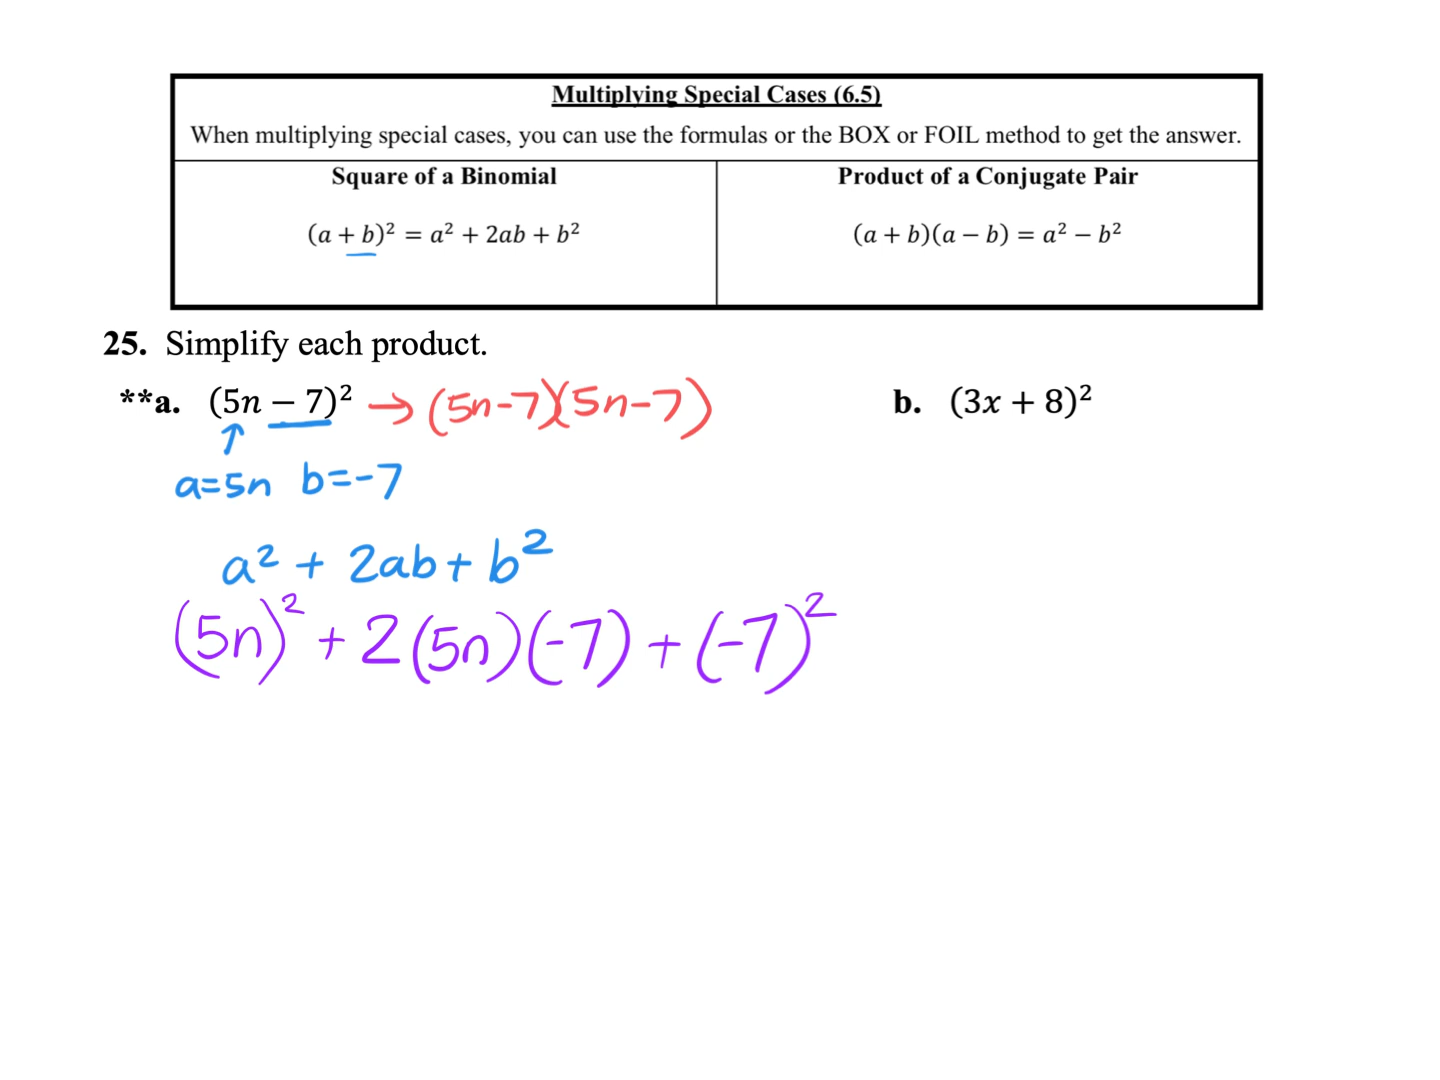 Multiplying Special Cases (6.5)
When multiplying special cases, you can use the formulas or the BOX or FOIL method to get the answer.
Square of a Binomial
(a + b)² = a² + 2ab + b²
Product of a Conjugate Pair
(a + b)(a − b) = a² − b²
25. Simplify each product.
**a. (5n − 7)² → (5n-7)(5n-7)
b. (3x + 8)²
↑
a=5n b=-7
a² + 2ab + b²
(5n)² + 2(5n)(-7) + (-7)²